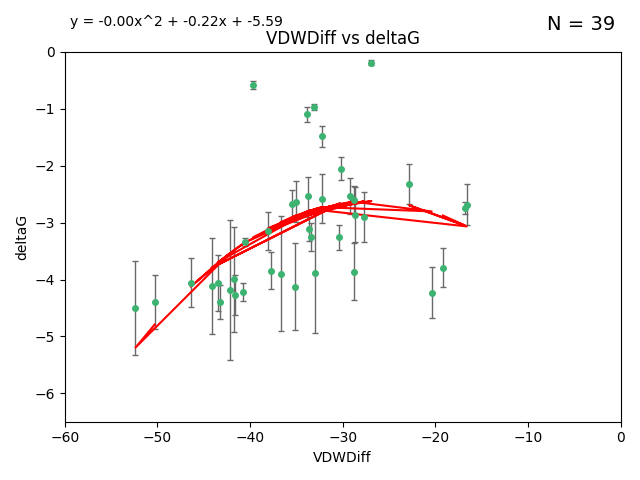 y = -0.00x^2 + -0.22x + -5.59
N = 39
VDWDiff vs deltaG
0
−1
−2
−3
−4
−5
−6
deltaG
−60 −50 −40 −30 −20 −10 0
VDWDiff